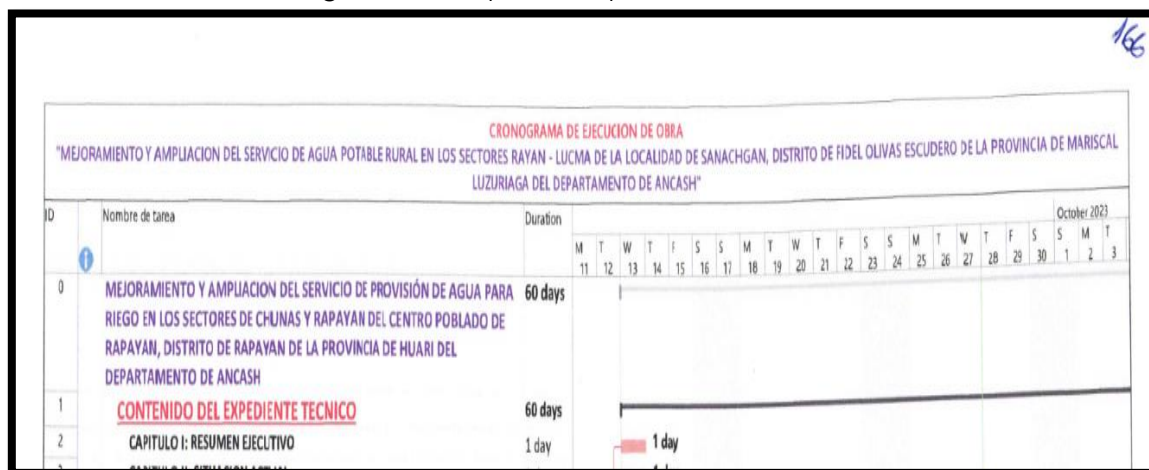 166
CRONOGRAMA DE EJECUCION DE OBRA
"MEJORAMIENTO Y AMPLIACION DEL SERVICIO DE AGUA POTABLE RURAL EN LOS SECTORES RAYAN - LUCMA DE LA LOCALIDAD DE SANACHGAN, DISTRITO DE FIDEL OLIVAS ESCUDERO DE LA PROVINCIA DE MARISCAL
LUZURIAGA DEL DEPARTAMENTO DE ANCASH"
ID Nombre de tarea Duration October 2023
M T W T F S S M T W T F S S M T W T F S S M T
11 12 13 14 15 16 17 18 19 20 21 22 23 24 25 26 27 28 29 30 1 2 3
0 MEJORAMIENTO Y AMPLIACION DEL SERVICIO DE PROVISIÓN DE AGUA PARA 60 days
RIEGO EN LOS SECTORES DE CHUNAS Y RAPAYAN DEL CENTRO POBLADO DE
RAPAYAN, DISTRITO DE RAPAYAN DE LA PROVINCIA DE HUARI DEL
DEPARTAMENTO DE ANCASH
1 CONTENIDO DEL EXPEDIENTE TECNICO 60 days
2 CAPITULO I: RESUMEN EJECUTIVO 1 day 1 day